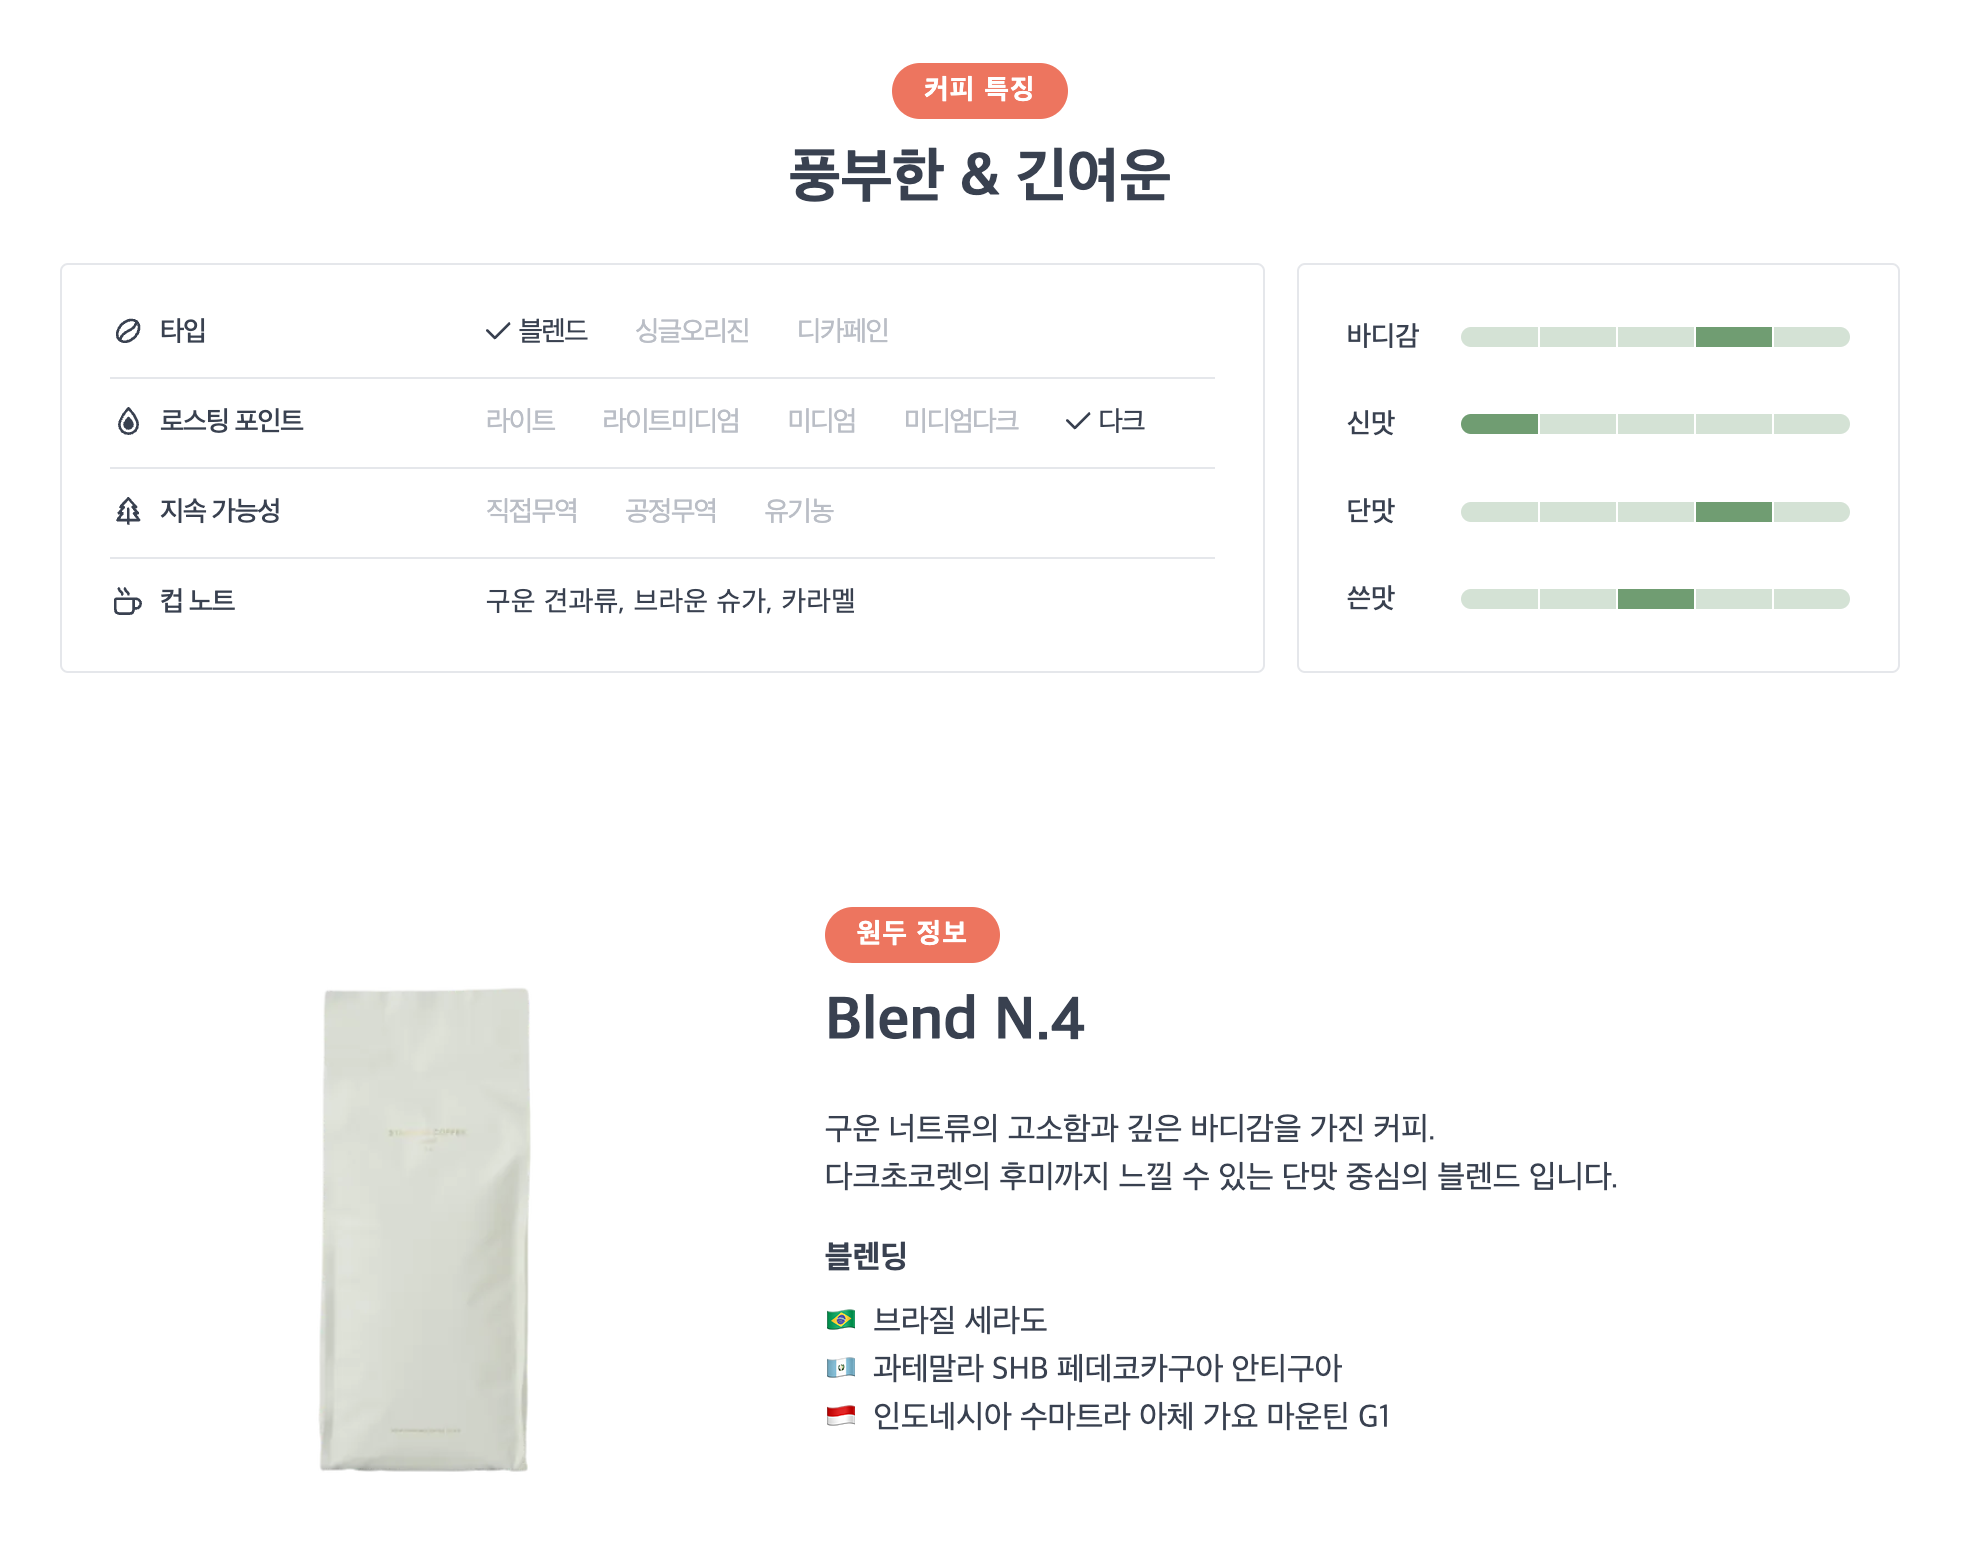 커피 특징
풍부한 & 긴여운
타입 블렌드 싱글오리진 디카페인
로스팅 포인트 라이트 라이트미디엄 미디엄 미디엄다크 다크
지속 가능성 직접무역 공정무역 유기농
컵 노트 구운 견과류, 브라운 슈가, 카라멜
바디감
신맛
단맛
쓴맛
원두 정보
Blend N.4
구운 너트류의 고소함과 깊은 바디감을 가진 커피.
다크초코렛의 후미까지 느낄 수 있는 단맛 중심의 블렌드 입니다.
블렌딩
브라질 세라도
과테말라 SHB 페데코카구아 안티구아
인도네시아 수마트라 아체 가요 마운틴 G1
COFFEE